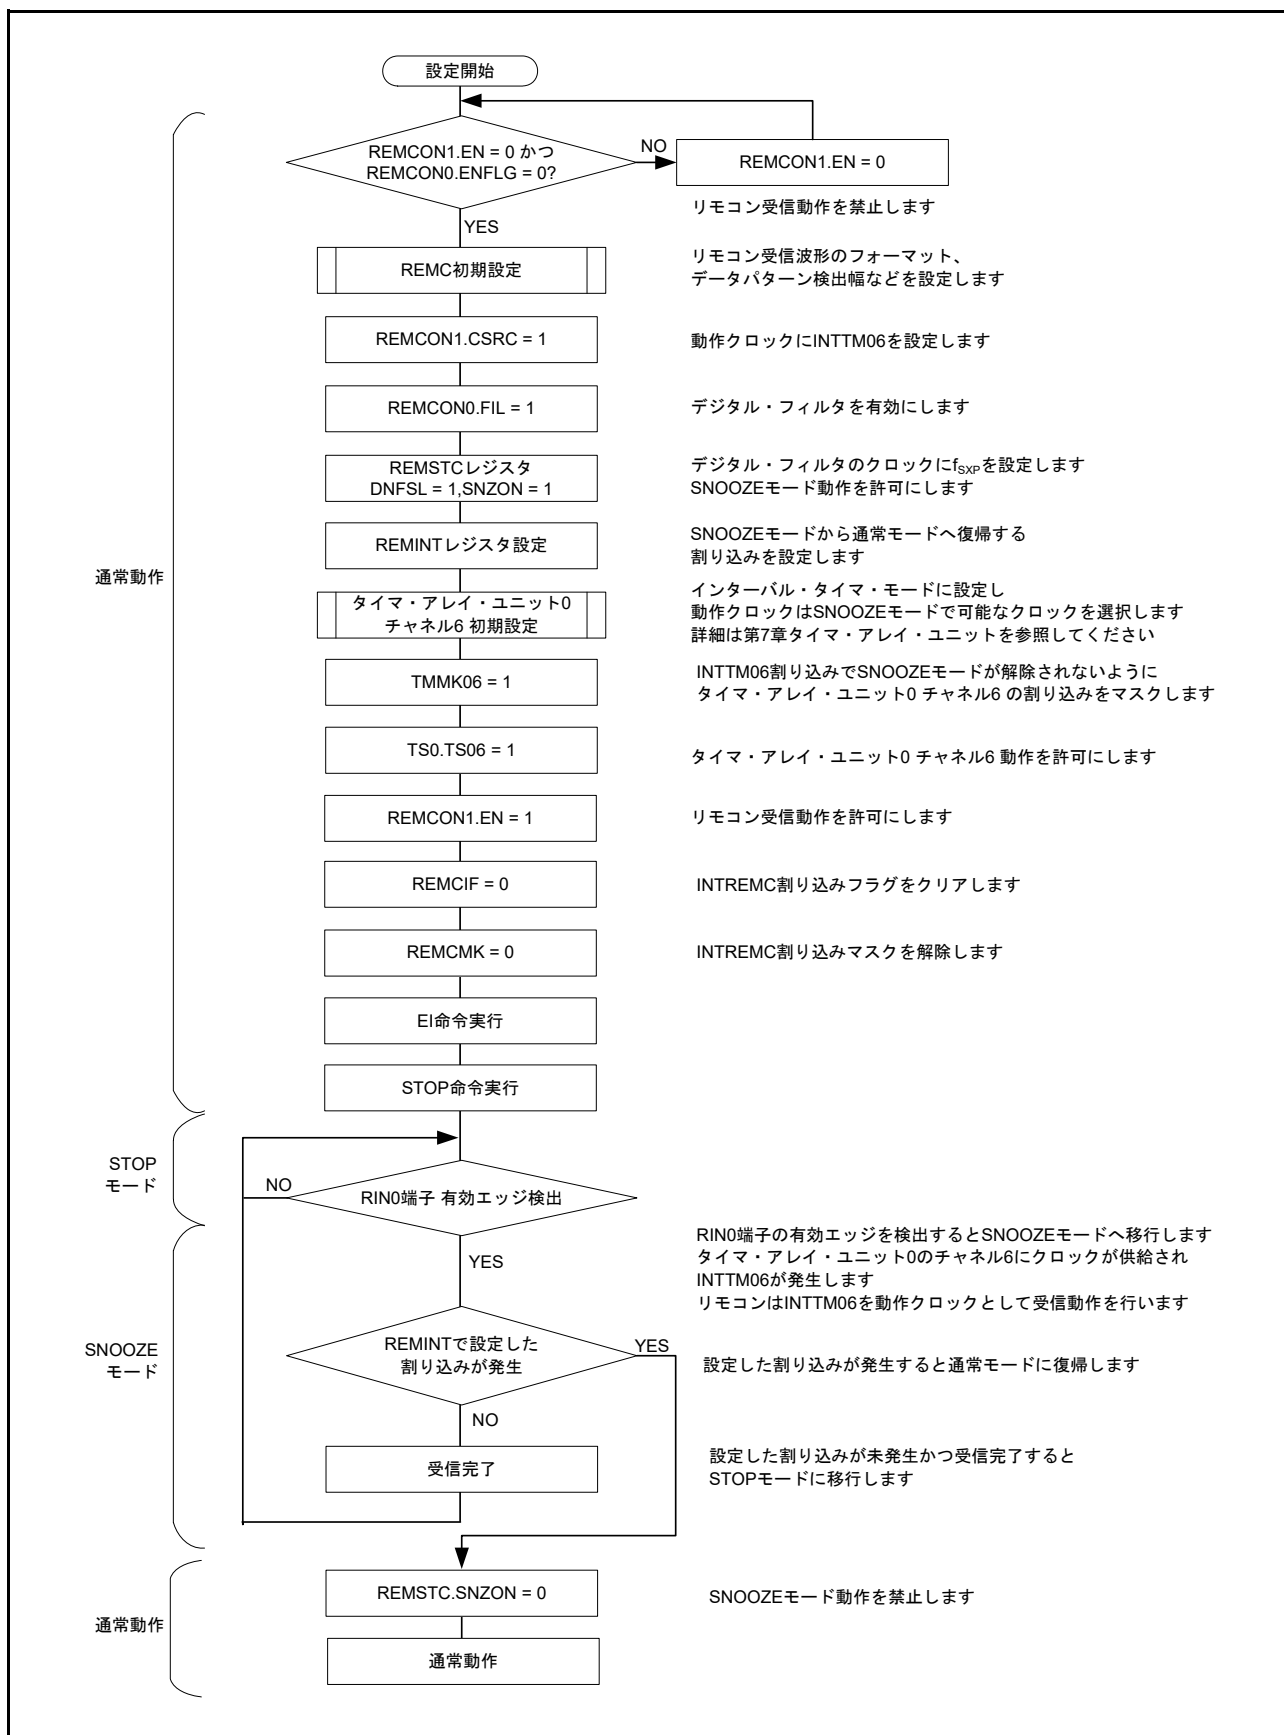 設定開始
通常動作
REMCON1.EN = 0 かつ
REMCON0.ENFLG = 0?
NO
REMCON1.EN = 0
リモコン受信動作を禁止します
YES
REMC初期設定
リモコン受信波形のフォーマット、
データパターン検出幅などを設定します
REMCON1.CSRC = 1
動作クロックにINTTM06を設定します
REMCON0.FIL = 1
デジタル・フィルタを有効にします
REMSTCレジスタ
DNFSL = 1,SNZON = 1
デジタル・フィルタのクロックにfSXPを設定します
SNOOZEモード動作を許可にします
REMINTレジスタ設定
SNOOZEモードから通常モードへ復帰する
割り込みを設定します
タイマ・アレイ・ユニット0
チャネル6 初期設定
インターバル・タイマ・モードに設定し
動作クロックはSNOOZEモードで可能なクロックを選択します
詳細は第7章タイマ・アレイ・ユニットを参照してください
TMMK06 = 1
INTTM06割り込みでSNOOZEモードが解除されないように
タイマ・アレイ・ユニット0 チャネル6 の割り込みをマスクします
TS0.TS06 = 1
タイマ・アレイ・ユニット0 チャネル6 動作を許可にします
REMCON1.EN = 1
リモコン受信動作を許可にします
REMCIF = 0
INTREMC割り込みフラグをクリアします
REMCMK = 0
INTREMC割り込みマスクを解除します
EI命令実行
STOP命令実行
STOP
モード
NO
RIN0端子 有効エッジ検出
YES
RIN0端子の有効エッジを検出するとSNOOZEモードへ移行します
タイマ・アレイ・ユニット0のチャネル6にクロックが供給され
INTTM06が発生します
リモコンはINTTM06を動作クロックとして受信動作を行います
SNOOZE
モード
REMINTで設定した
割り込みが発生
YES
設定した割り込みが発生すると通常モードに復帰します
NO
受信完了
設定した割り込みが未発生かつ受信完了すると
STOPモードに移行します
通常動作
REMSTC.SNZON = 0
SNOOZEモード動作を禁止します
通常動作